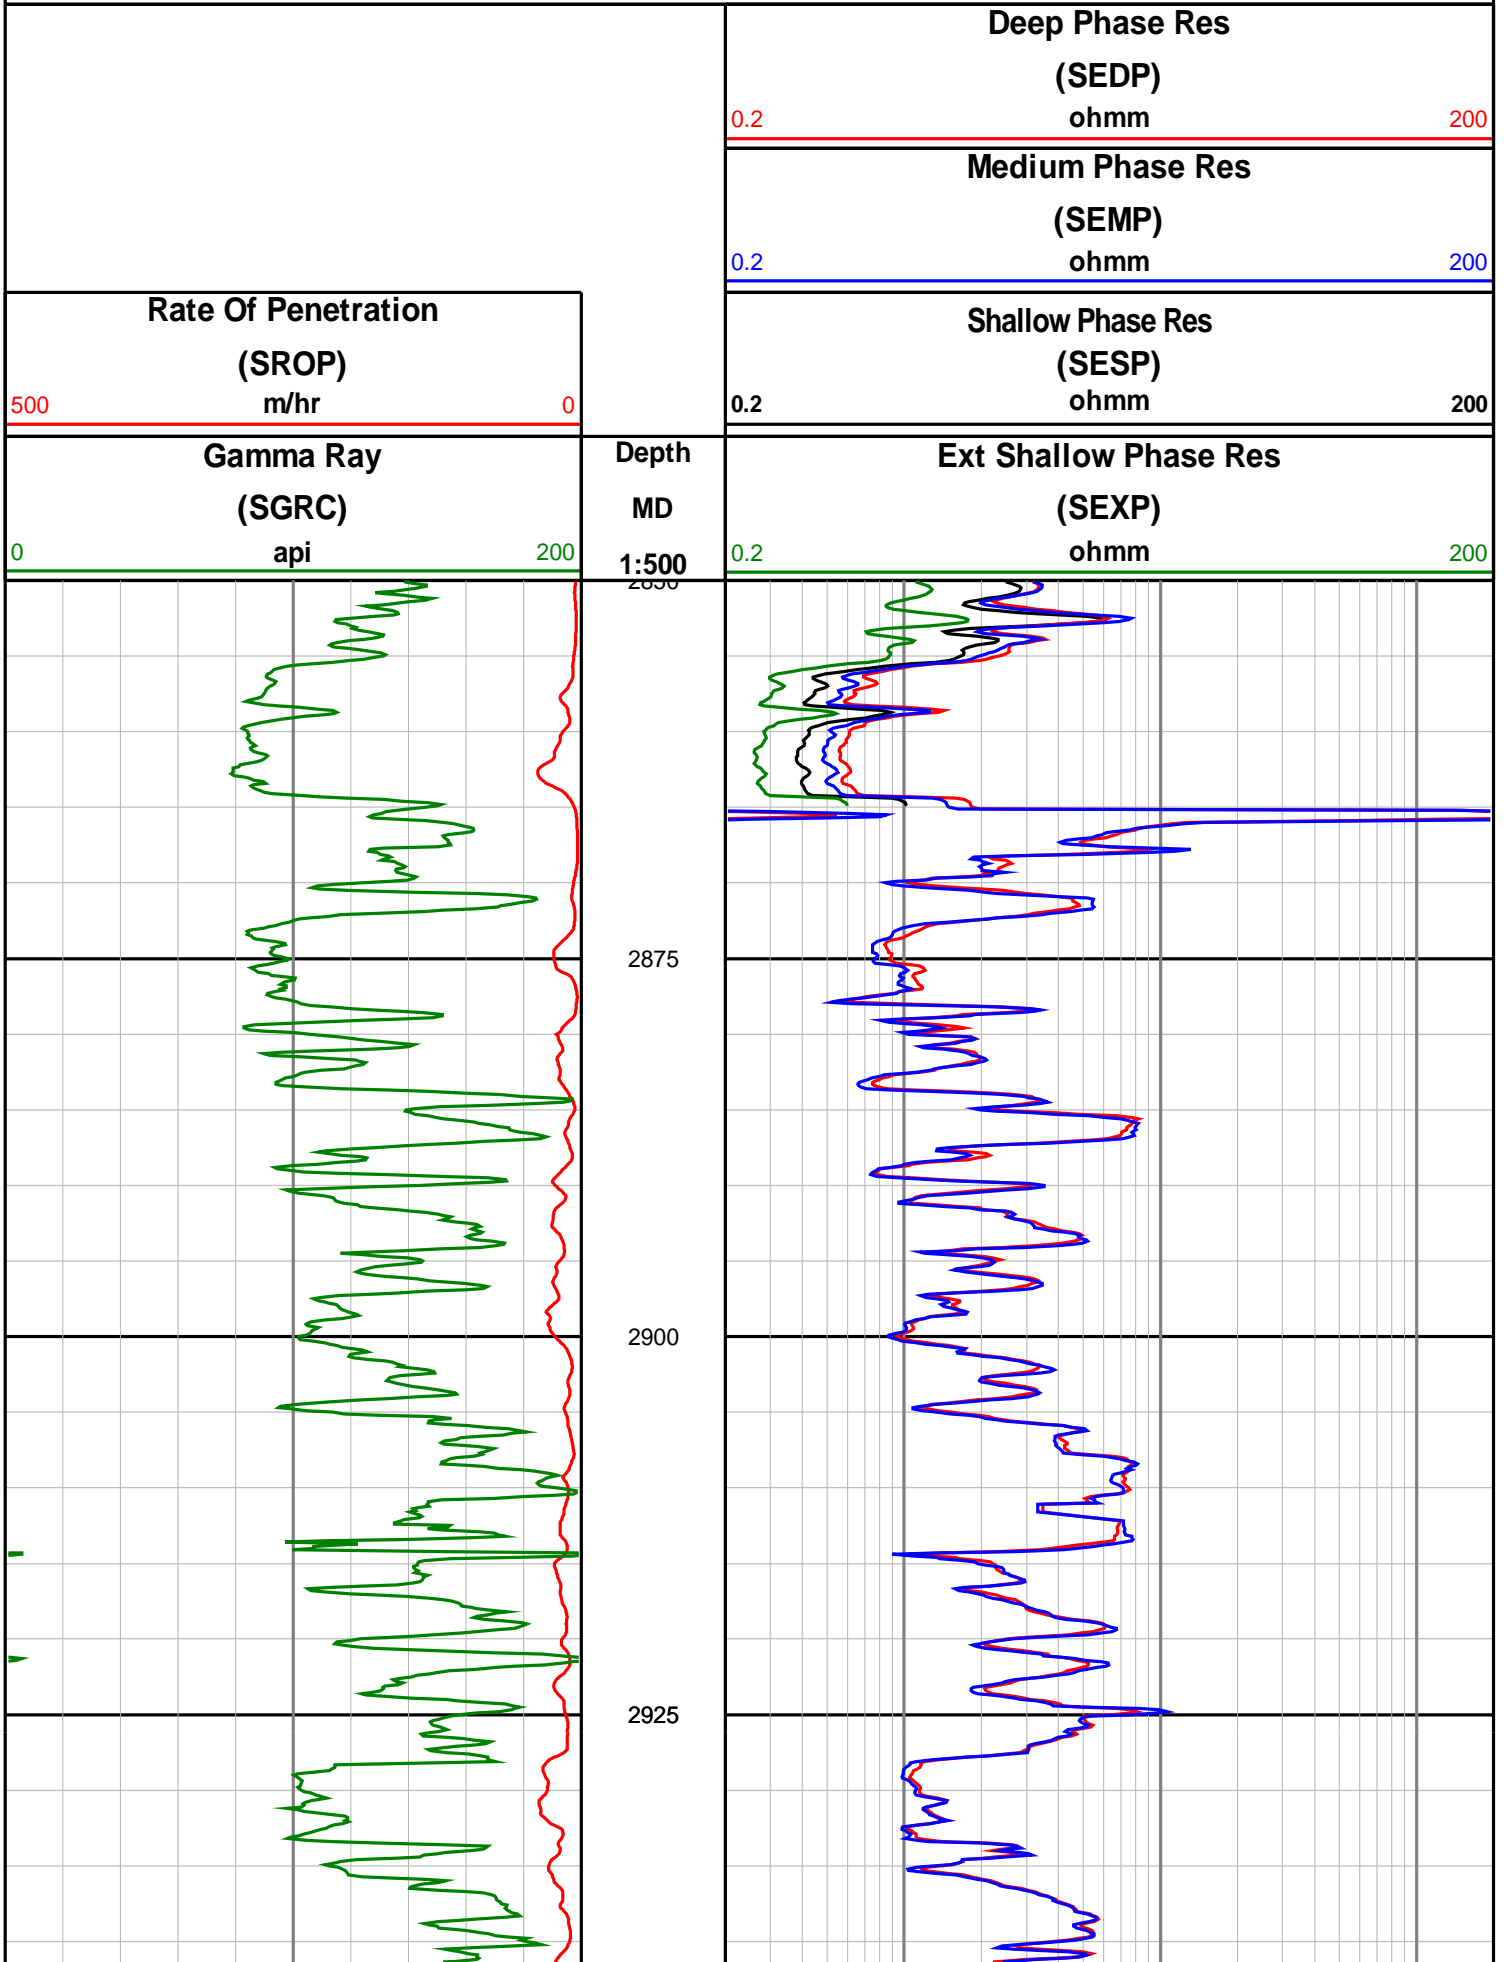 Deep Phase Res
(SEDP)
0.2 ohmm 200
Medium Phase Res
(SEMP)
0.2 ohmm 200
Rate Of Penetration
(SROP)
500 m/hr 0
Shallow Phase Res
(SESP)
0.2 ohmm 200
Gamma Ray
(SGRC)
0 api 200
Depth
MD
1:500
Ext Shallow Phase Res
(SEXP)
0.2 ohmm 200
2850
2875
2900
2925